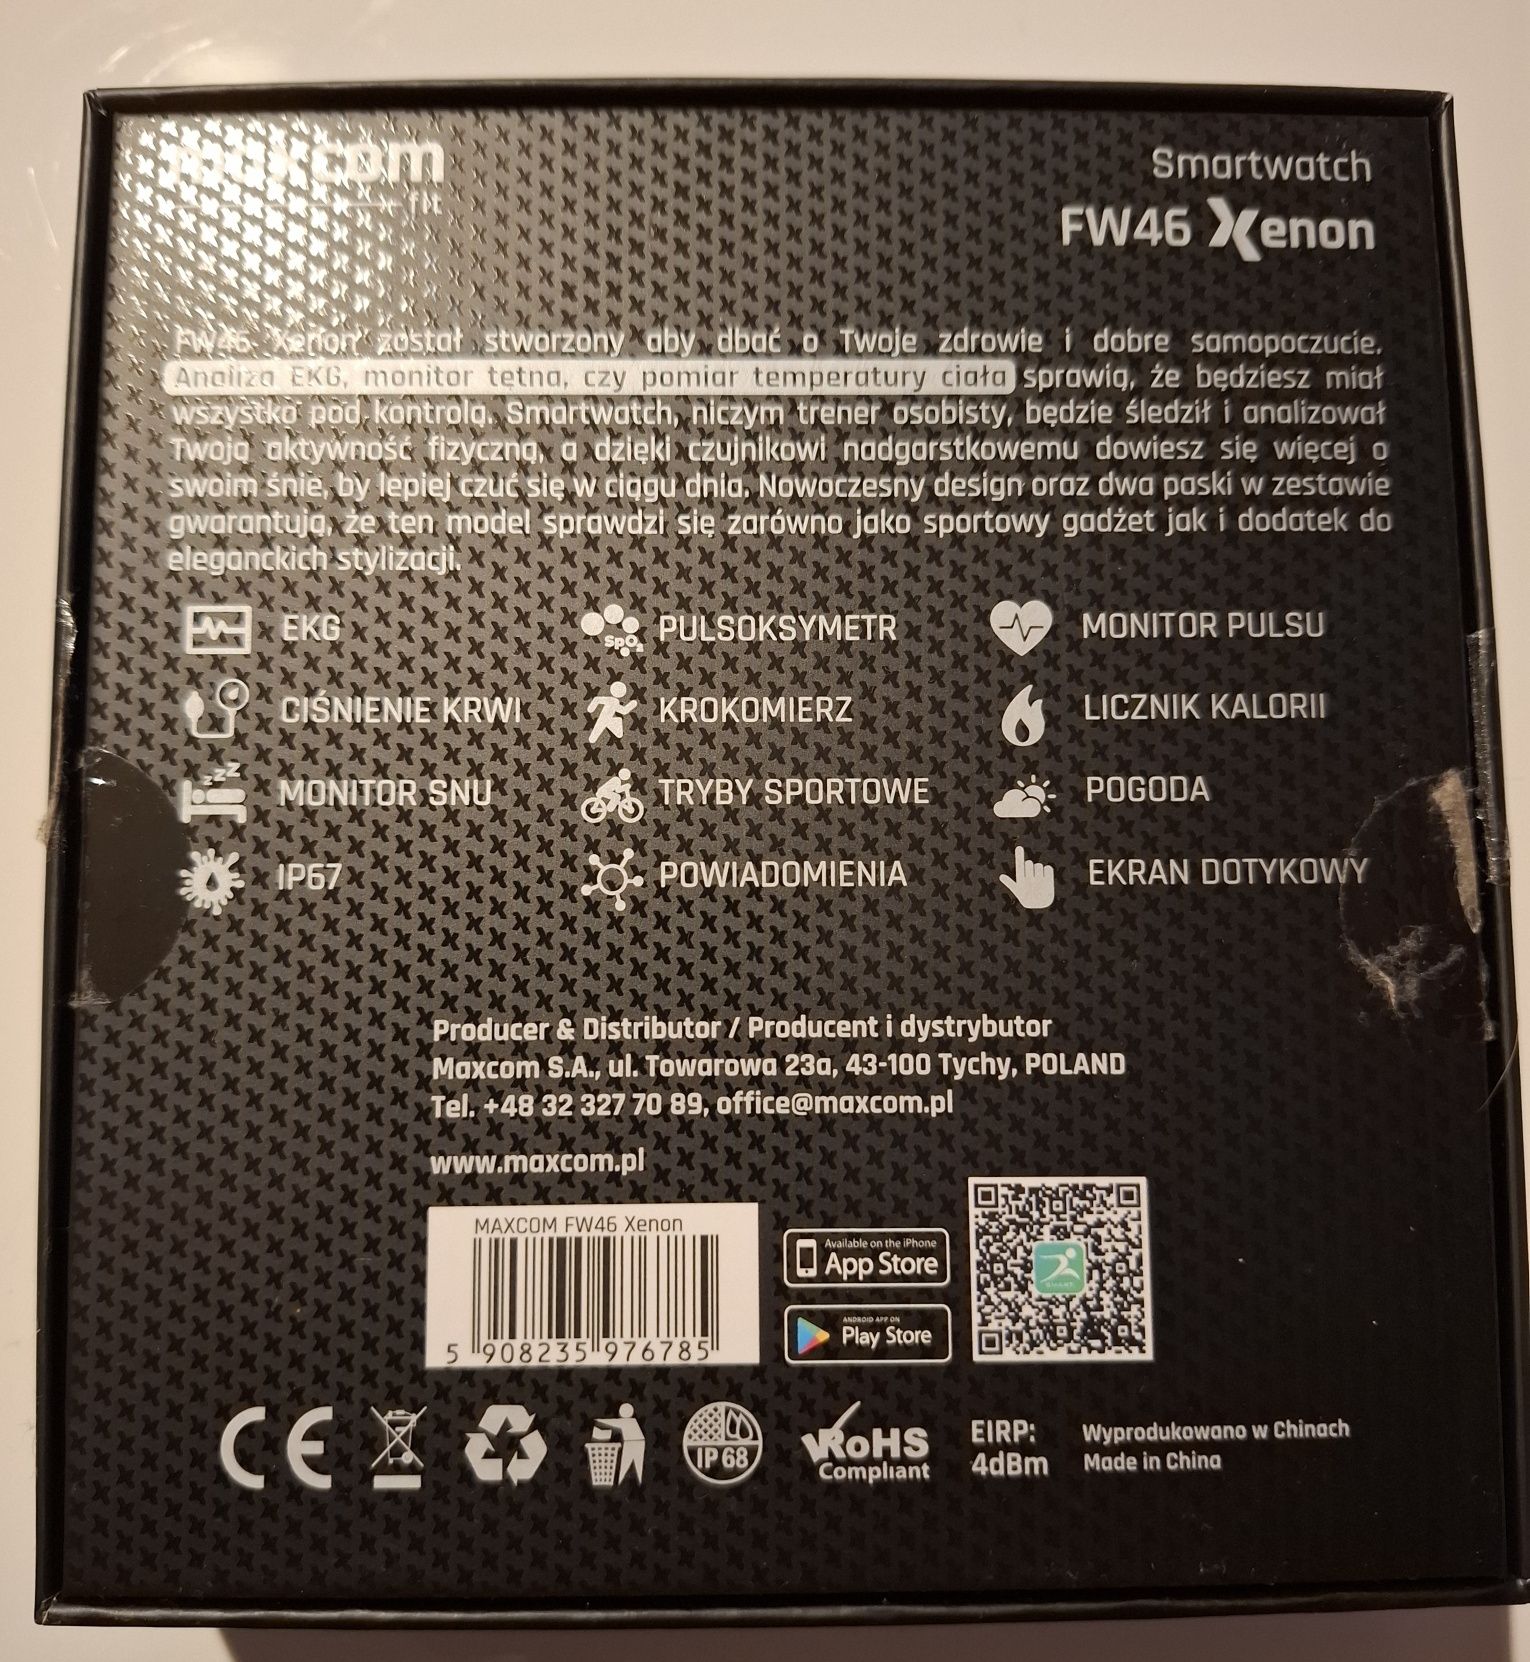 maxcom
fit
Smartwatch
FW46 Xenon
FW46 Xenon został stworzony aby dbać o Twoje zdrowie i dobre samopoczucie.
Analiza EKG, monitor tętna, czy pomiar temperatury ciała sprawią, że będziesz miał
wszystko pod kontrolą. Smartwatch, niczym trener osobisty, będzie śledził i analizował
Twoją aktywność fizyczną, a dzięki czujnikowi nadgarstkowemu dowiesz się więcej o
swoim śnie, by lepiej czuć się w ciągu dnia. Nowoczesny design oraz dwa paski w zestawie
gwarantują, że ten model sprawdzi się zarówno jako sportowy gadżet jak i dodatek do
eleganckich stylizacji.
EKG
SpO₂ PULSOKSYMETR
MONITOR PULSU
CIŚNIENIE KRWI
KROKOMIERZ
LICZNIK KALORII
zzZ MONITOR SNU
TRYBY SPORTOWE
POGODA
IP67
POWIADOMIENIA
EKRAN DOTYKOWY
Producer & Distributor / Producent i dystrybutor
Maxcom S.A., ul. Towarowa 23a, 43-100 Tychy, POLAND
Tel. +48 32 327 70 89, office@maxcom.pl
www.maxcom.pl
MAXCOM FW46 Xenon
5 908235 976785
Available on the iPhone
App Store
ANDROID APP ON
Play Store
SMART
CE
IP 68
RoHS
Compliant
EIRP:
4dBm
Wyprodukowano w Chinach
Made in China